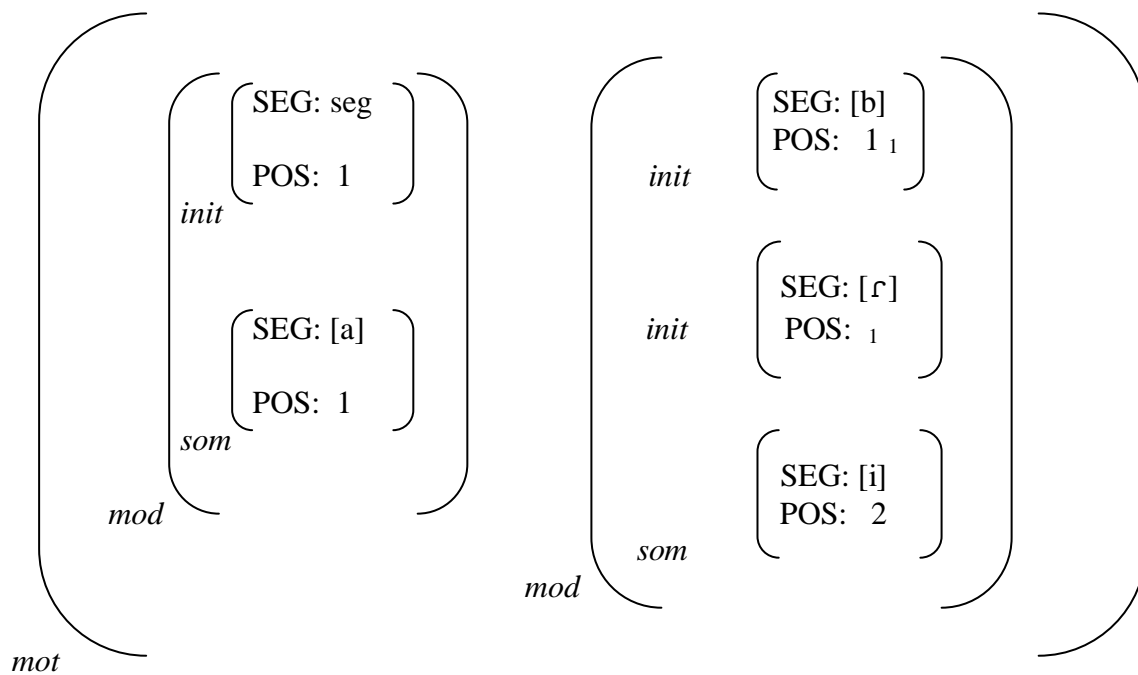 SEG: seg
POS: 1
init
SEG: [a]
POS: 1
som
mod
SEG: [b]
POS: 1 ₁
init
SEG: [ɾ]
POS: ₁
init
SEG: [i]
POS: 2
som
mod
mot